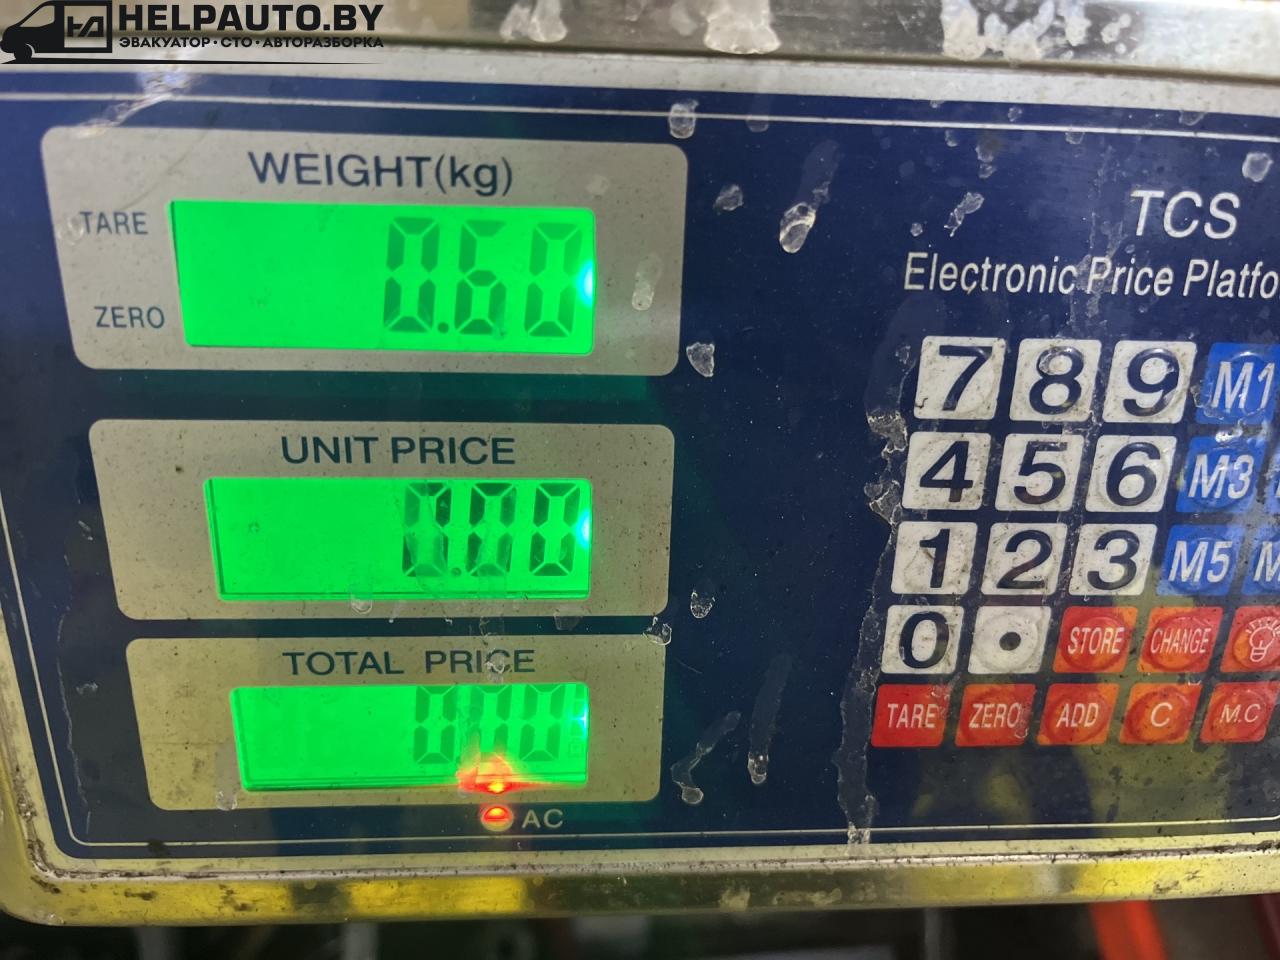 HELPAUTO.BY
ЭВАКУАТОР·СТО·АВТОРАЗБОРКА
WEIGHT(kg)
TARE
ZERO
0.60
UNIT PRICE
0.00
TOTAL PRICE
0.00
AC
TCS
Electronic Price Platfo
7 8 9 M1
4 5 6 M3
1 2 3 M5 M
0 . STORE CHANGE
TARE ZERO ADD C M.C